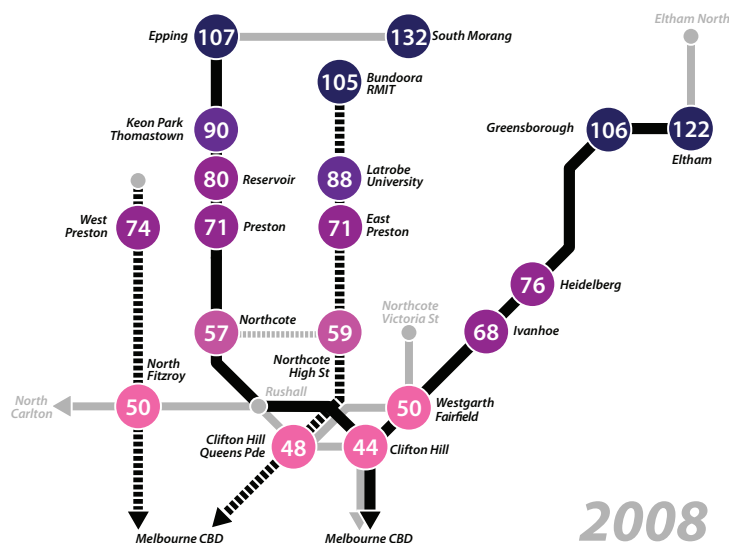 Eltham North
Epping
107
132
South Morang
105
Bundoora
RMIT
Keon Park
Thomastown
90
Greensborough
106
122
Eltham
80
Reservoir
88
Latrobe
University
West
Preston
74
71
Preston
71
East
Preston
76
Heidelberg
Northcote
Victoria St
57
Northcote
59
68
Ivanhoe
North
Fitzroy
Northcote
High St
North
Carlton
50
Rushall
50
Westgarth
Fairfield
Clifton Hill
Queens Pde
48
44
Clifton Hill
Melbourne CBD
Melbourne CBD
2008